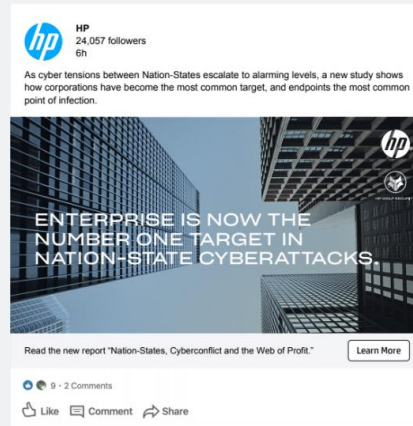 hp
HP
24,057 followers
6h
As cyber tensions between Nation-States escalate to alarming levels, a new study shows
how corporations have become the most common target, and endpoints the most common
point of infection.
hp
ENTERPRISE IS NOW THE
NUMBER ONE TARGET IN
NATION-STATE CYBERATTACKS.
Read the new report “Nation-States, Cyberconflict and the Web of Profit.”
Learn More
9 · 2 Comments
Like
Comment
Share